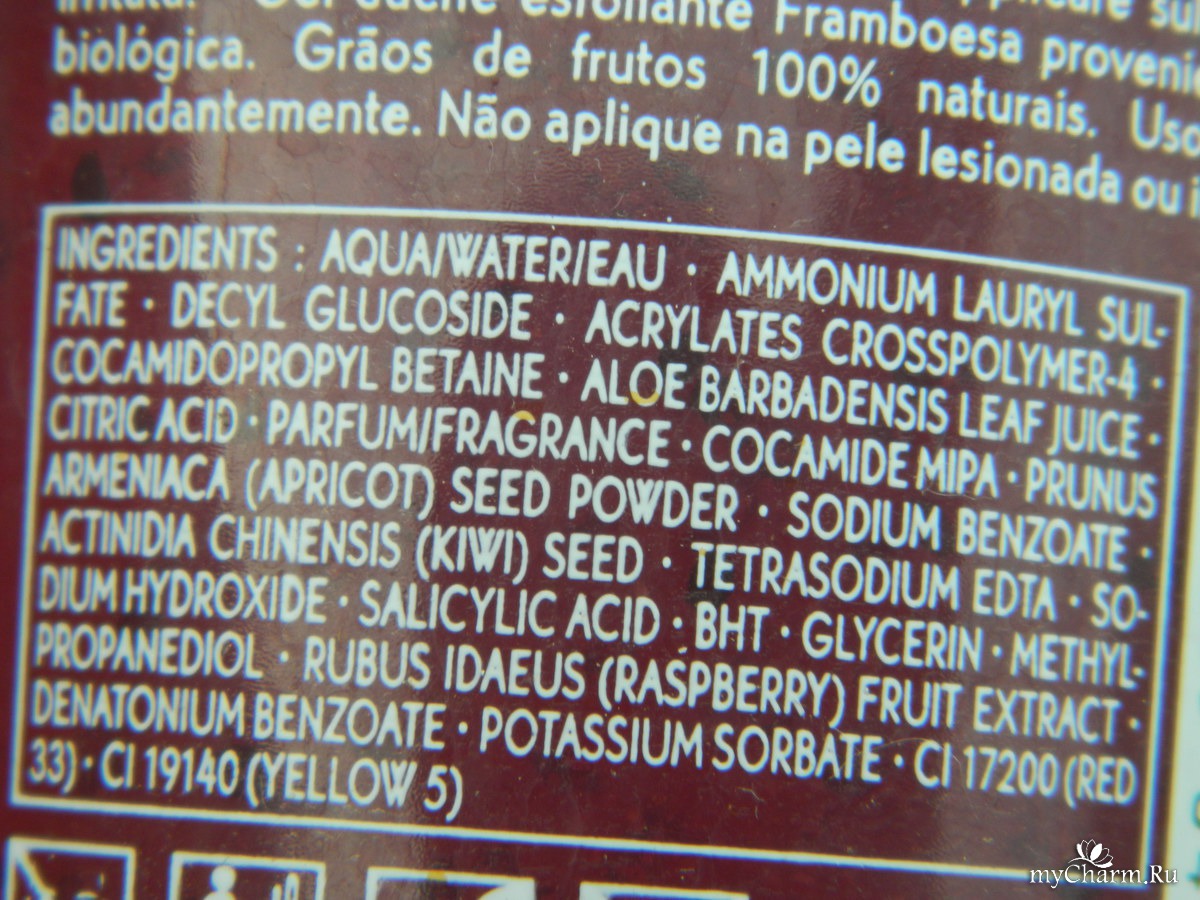 esfoliante Framboesa
biológica. Grãos de frutos 100% naturais.
abundantemente. Não aplique na pele lesionada ou
INGREDIENTS : AQUA/WATER/EAU · AMMONIUM LAURYL SUL-
FATE · DECYL GLUCOSIDE · ACRYLATES CROSSPOLYMER-4 ·
COCAMIDOPROPYL BETAINE · ALOE BARBADENSIS LEAF JUICE ·
CITRIC ACID · PARFUM/FRAGRANCE · COCAMIDE MIPA · PRUNUS
ARMENIACA (APRICOT) SEED POWDER · SODIUM BENZOATE ·
ACTINIDIA CHINENSIS (KIWI) SEED · TETRASODIUM EDTA · SO-
DIUM HYDROXIDE · SALICYLIC ACID · BHT · GLYCERIN · METHYL-
PROPANEDIOL · RUBUS IDAEUS (RASPBERRY) FRUIT EXTRACT ·
DENATONIUM BENZOATE · POTASSIUM SORBATE · CI 17200 (RED
33) · CI 19140 (YELLOW 5)
myCharm.Ru